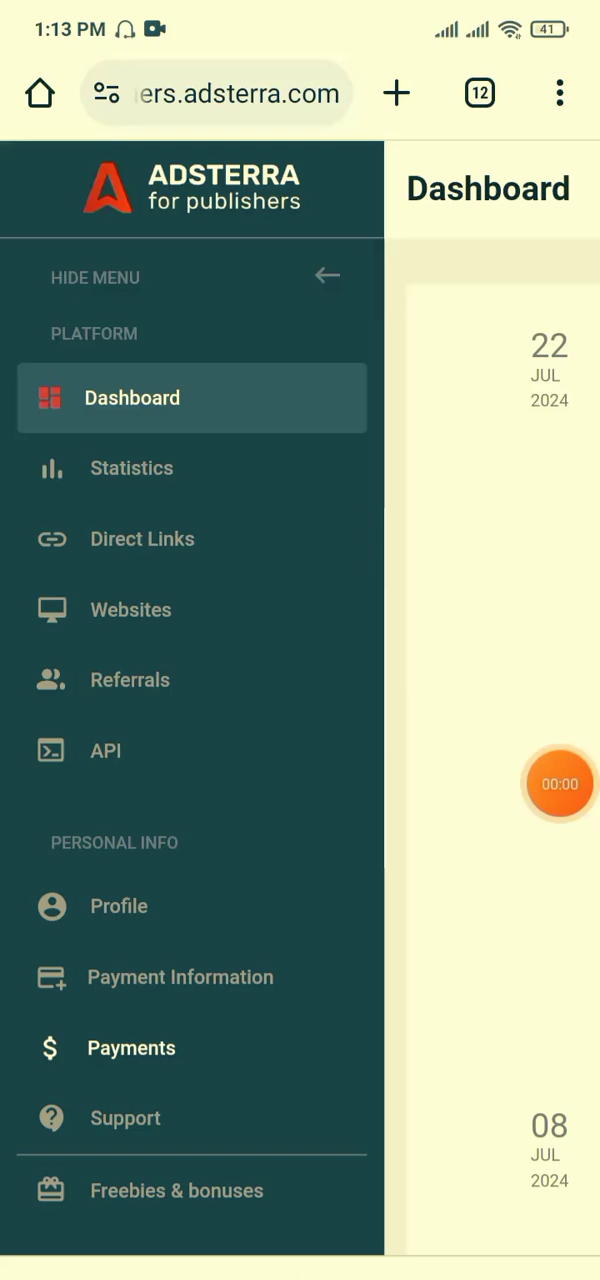 1:13 PM
41
ers.adsterra.com
12
ADSTERRA
for publishers
Dashboard
HIDE MENU
PLATFORM
Dashboard
Statistics
Direct Links
Websites
Referrals
API
PERSONAL INFO
Profile
Payment Information
Payments
Support
Freebies & bonuses
22
JUL
2024
00:00
08
JUL
2024